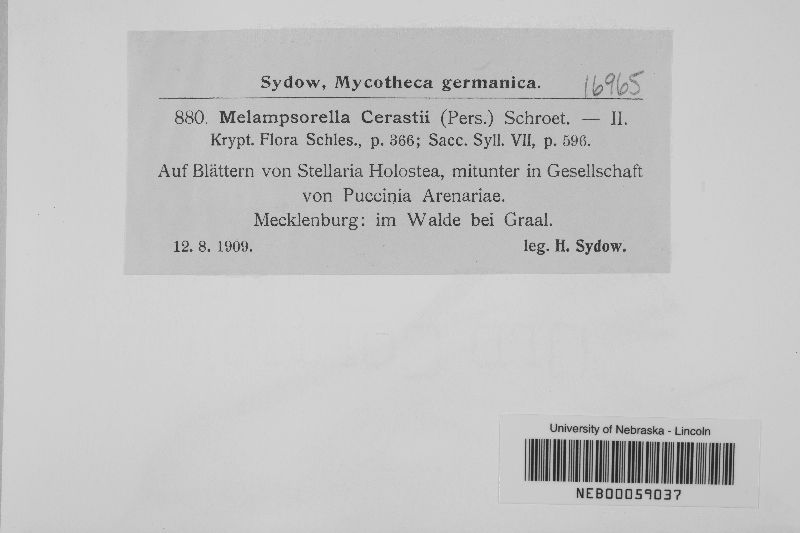 Sydow, Mycotheca germanica.
16965
880. Melampsorella Cerastii (Pers.) Schroet. — II.
Krypt. Flora Schles., p. 366; Sacc. Syll. VII, p. 596.
Auf Blättern von Stellaria Holostea, mitunter in Gesellschaft
von Puccinia Arenariae.
Mecklenburg: im Walde bei Graal.
12. 8. 1909. leg. H. Sydow.
University of Nebraska - Lincoln
NEB00059037